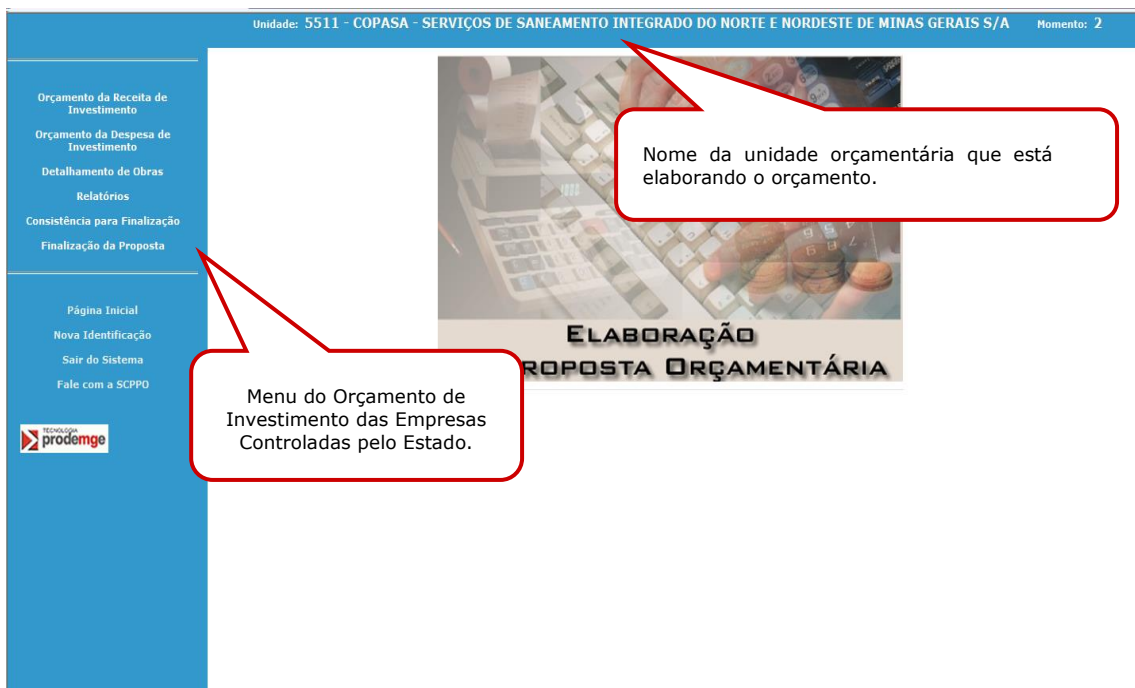 Unidade: 5511 - COPASA - SERVIÇOS DE SANEAMENTO INTEGRADO DO NORTE E NORDESTE DE MINAS GERAIS S/A Momento: 2
Orçamento da Receita de
Investimento
Orçamento da Despesa de
Investimento
Detalhamento de Obras
Relatórios
Consistência para Finalização
Finalização da Proposta
Página Inicial
Nova Identificação
Sair do Sistema
Fale com a SCPPO
TECNOLOGIA
prodemge
Nome da unidade orçamentária que está
elaborando o orçamento.
ELABORAÇÃO
ROPOSTA ORÇAMENTÁRIA
Menu do Orçamento de
Investimento das Empresas
Controladas pelo Estado.